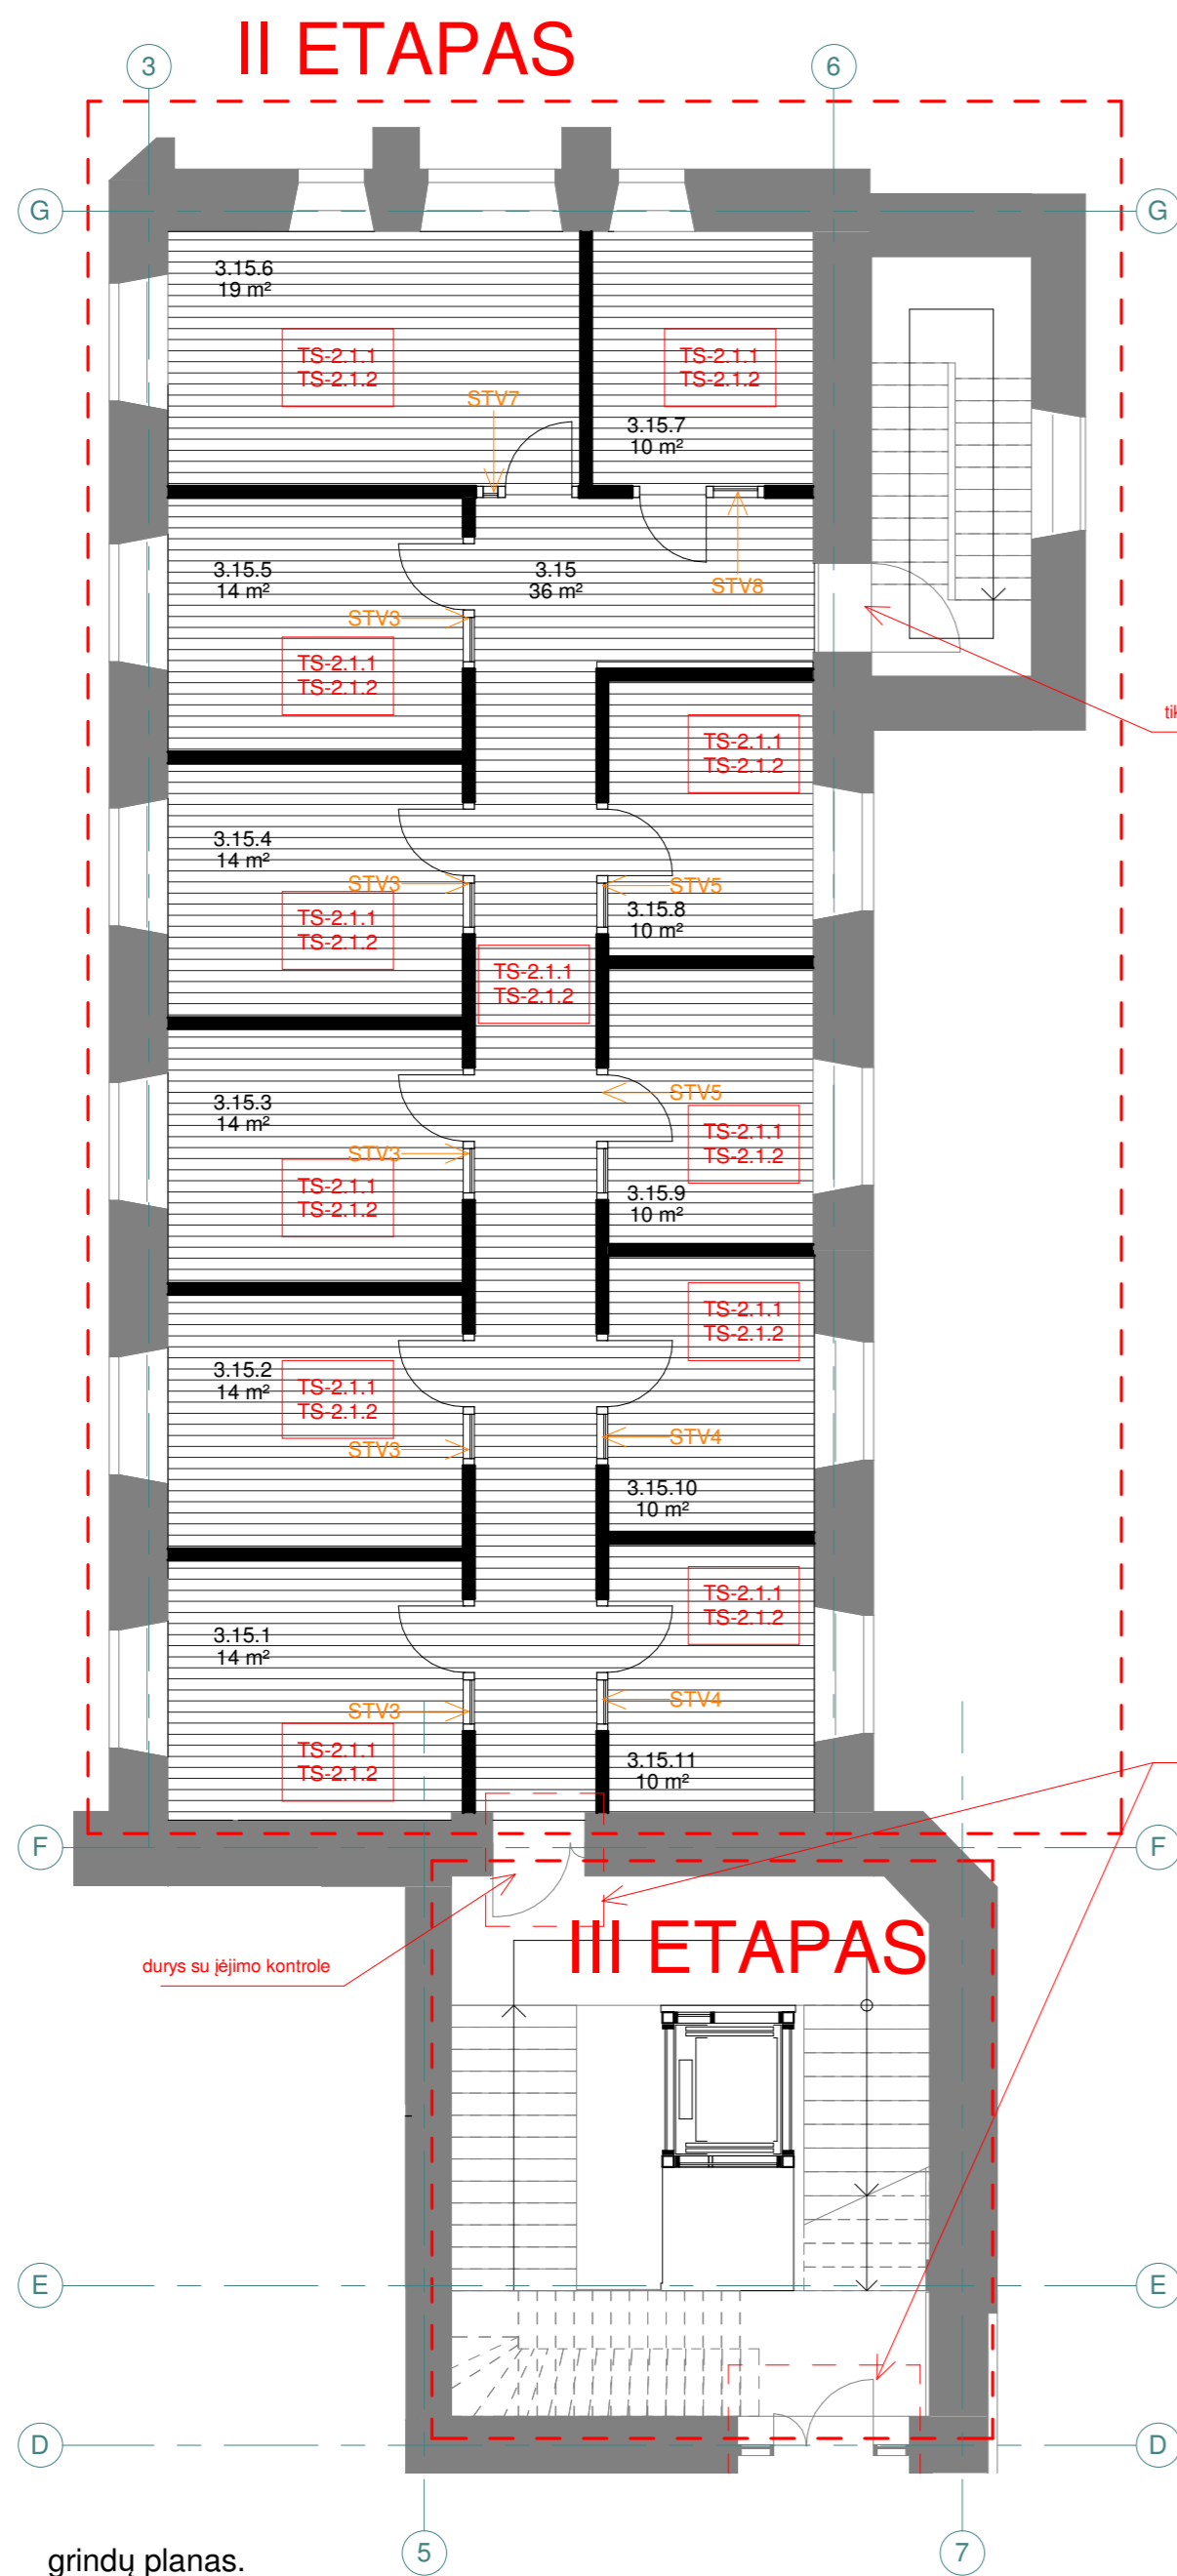 II ETAPAS
3
6
G
G
3.15.6
19 m²
TS-2.1.1
TS-2.1.2
TS-2.1.1
TS-2.1.2
STV7
3.15.7
10 m²
3.15.5
14 m²
3.15
36 m²
STV8
STV3
TS-2.1.1
TS-2.1.2
tik
TS-2.1.1
TS-2.1.2
3.15.4
14 m²
STV3
STV5
3.15.8
10 m²
TS-2.1.1
TS-2.1.2
TS-2.1.1
TS-2.1.2
3.15.3
14 m²
STV5
TS-2.1.1
TS-2.1.2
STV3
TS-2.1.1
TS-2.1.2
3.15.9
10 m²
TS-2.1.1
TS-2.1.2
3.15.2
14 m²
TS-2.1.1
TS-2.1.2
STV3
STV4
3.15.10
10 m²
TS-2.1.1
TS-2.1.2
3.15.1
14 m²
STV3
STV4
TS-2.1.1
TS-2.1.2
3.15.11
10 m²
F
F
III ETAPAS
durys su įėjimo kontrole
E
E
D
D
5
7
grindų planas.